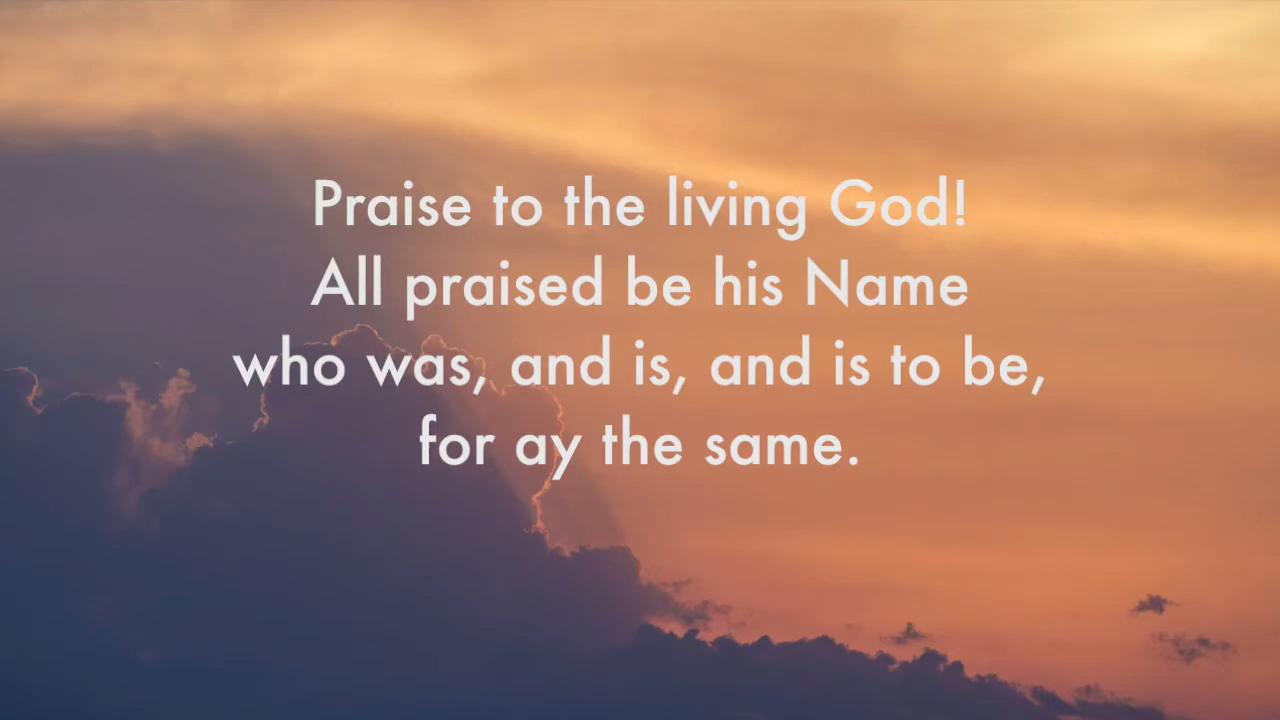 Praise to the living God!
All praised be his Name
who was, and is, and is to be,
for ay the same.